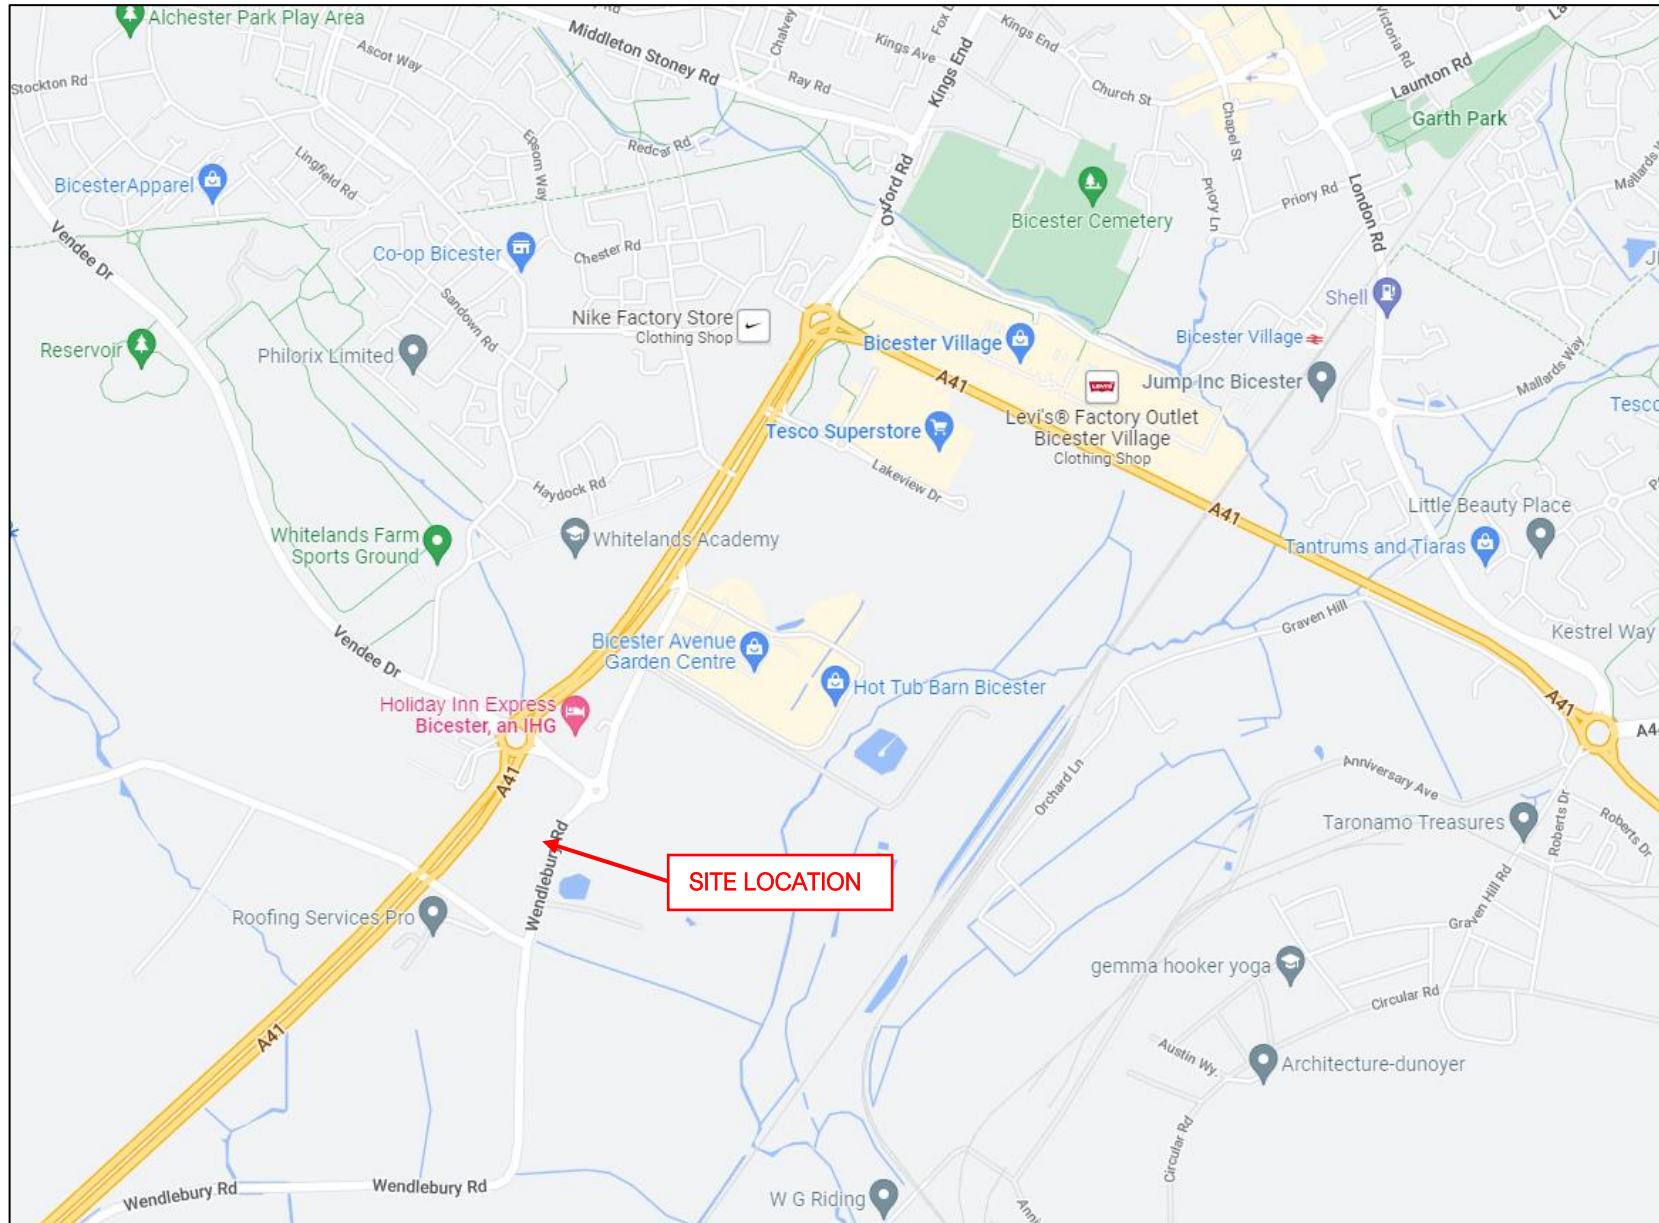 Alchester Park Play Area
Stockton Rd
Ascot Way
Middleton Stoney Rd
Chalvey
Ray Rd
Kings Ave
Kings End
Kings End
Church St
Chapel St
Victoria Rd
Launton Rd
Garth Park
Mallards
Epsom Way
Redcar Rd
Lingfield Rd
BicesterApparel
Vendee Dr
Co-op Bicester
Chester Rd
Sandown Rd
Oxford Rd
Bicester Cemetery
Priory Ln
Priory Rd
London Rd
Shell
Reservoir
Philorix Limited
Nike Factory Store
Clothing Shop
Bicester Village
Bicester Village
A41
Jump Inc Bicester
Mallards Way
Levi's® Factory Outlet
Bicester Village
Clothing Shop
Tesco
Tesco Superstore
Lakeview Dr
Haydock Rd
Whitelands Farm
Sports Ground
Whitelands Academy
A41
Little Beauty Place
Tantrums and Tiaras
Graven Hill
Kestrel Way
Vendee Dr
Bicester Avenue
Garden Centre
Hot Tub Barn Bicester
Holiday Inn Express
Bicester, an IHG
A41
A41
Orchard Ln
Anniversary Ave
Taronamo Treasures
Roberts Dr
Roberts Dr
Wendlebury Rd
SITE LOCATION
Roofing Services Pro
Graven Hill Rd
gemma hooker yoga
Circular Rd
A41
Austin Wy.
Architecture-dunoyer
Circular Rd
Wendlebury Rd
Wendlebury Rd
W G Riding